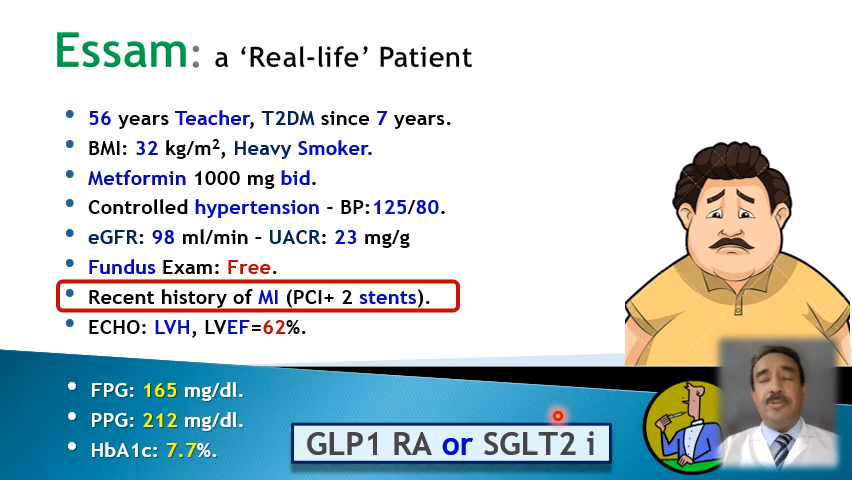 Essam: a ‘Real-life’ Patient
• 56 years Teacher, T2DM since 7 years.
• BMI: 32 kg/m², Heavy Smoker.
• Metformin 1000 mg bid.
• Controlled hypertension – BP:125/80.
• eGFR: 98 ml/min – UACR: 23 mg/g
• Fundus Exam: Free.
• Recent history of MI (PCI+ 2 stents).
• ECHO: LVH, LVEF=62%.
• FPG: 165 mg/dl.
• PPG: 212 mg/dl.
• HbA1c: 7.7%.
GLP1 RA or SGLT2 i